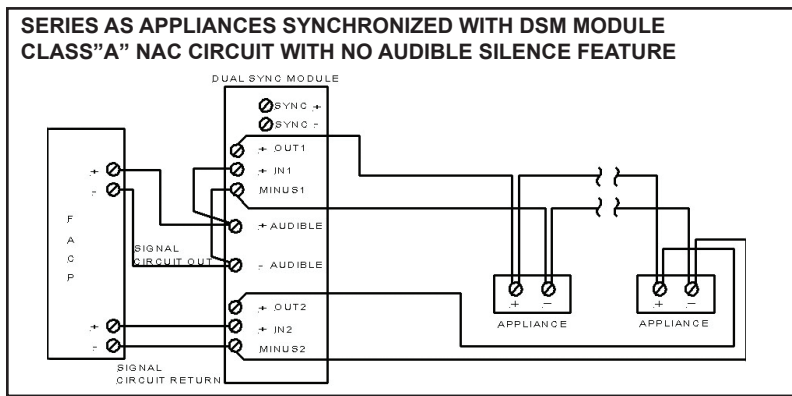 SERIES AS APPLIANCES SYNCHRONIZED WITH DSM MODULE
CLASS"A" NAC CIRCUIT WITH NO AUDIBLE SILENCE FEATURE
DUAL SYNC MODULE
SYNC +
SYNC -
+ OUT1
+ IN1
MINUS1
+ AUDIBLE
- AUDIBLE
+ OUT2
+ IN2
MINUS2
+
-
F
A
C
P
+
-
SIGNAL
CIRCUIT OUT
SIGNAL
CIRCUIT RETURN
+ -
APPLIANCE
+ -
APPLIANCE